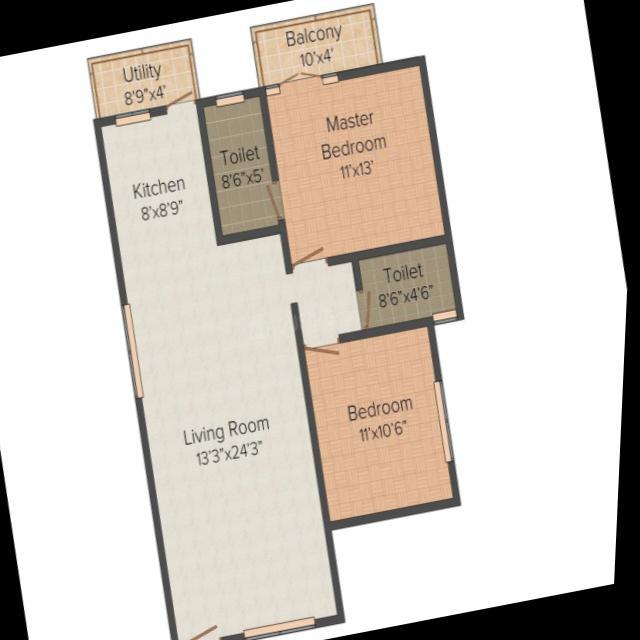 Balcony
10'x4'
Utility
8'9"x4'
Master
Bedroom
11'x13'
Toilet
8'6"x5'
Kitchen
8'x8'9"
Toilet
8'6"x4'6"
Bedroom
11'x10'6"
Living Room
13'3"x24'3"